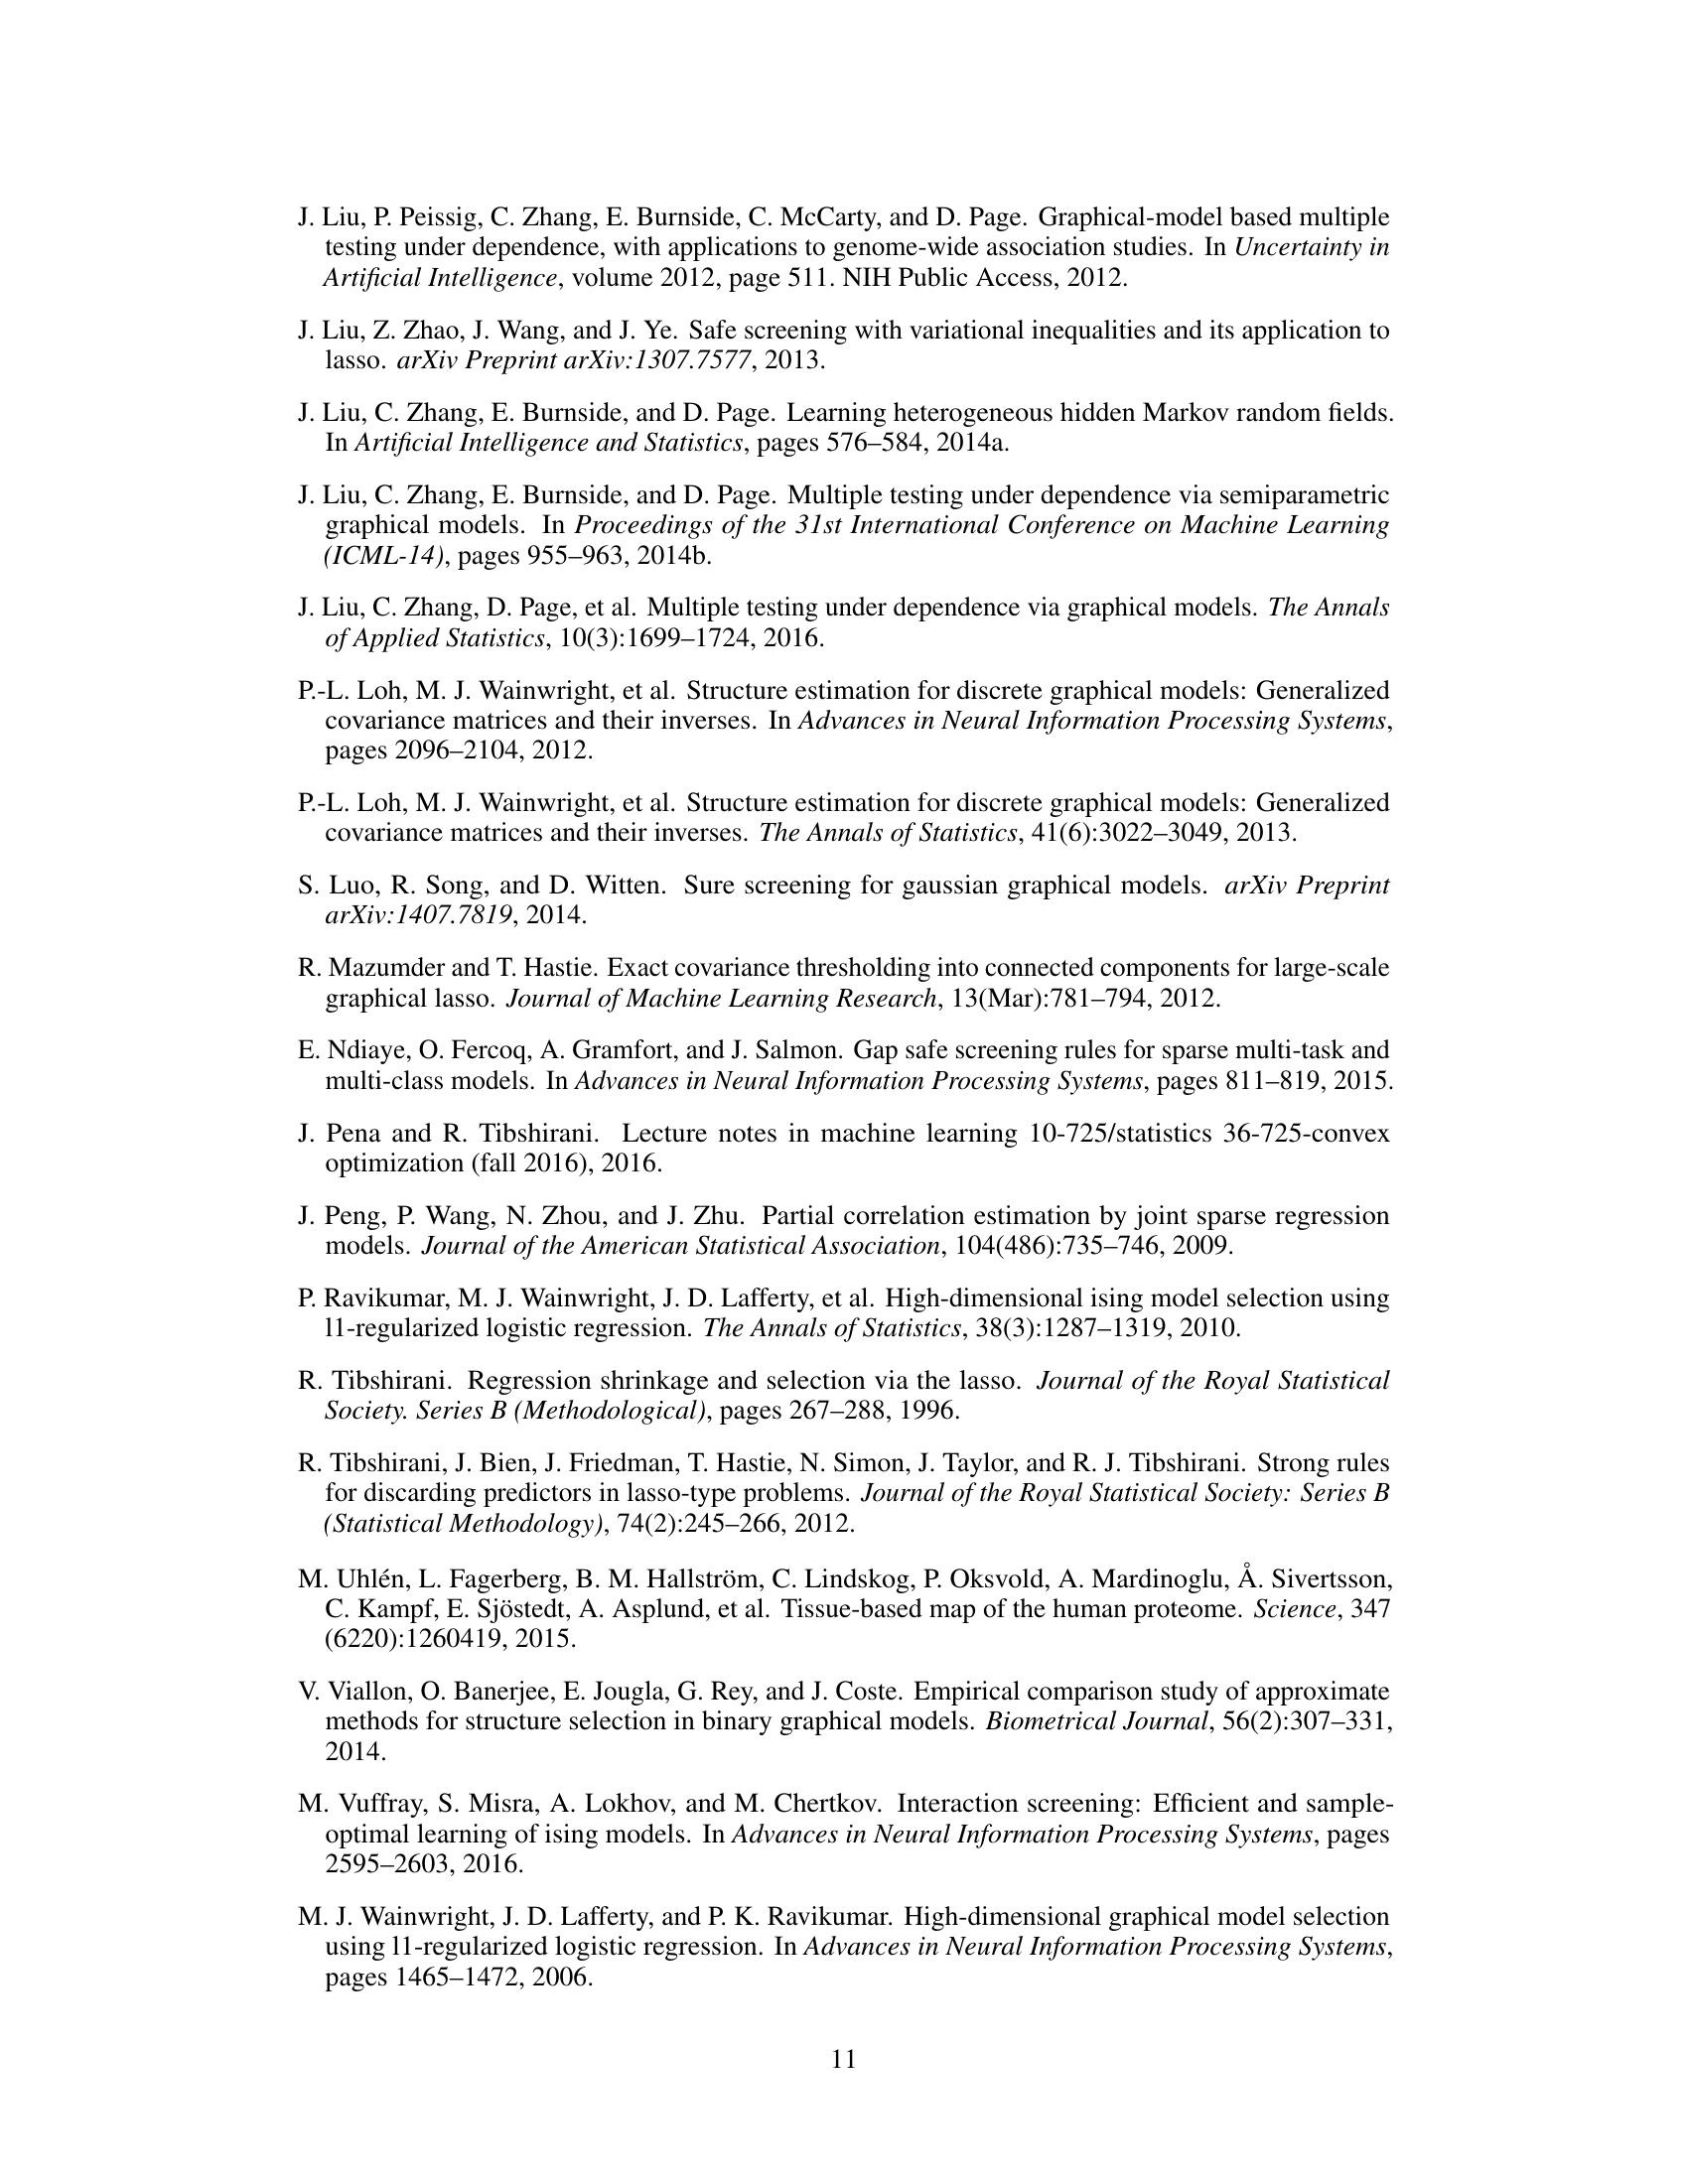 J. Liu, P. Peissig, C. Zhang, E. Burnside, C. McCarty, and D. Page. Graphical-model based multiple
testing under dependence, with applications to genome-wide association studies. In Uncertainty in
Artificial Intelligence, volume 2012, page 511. NIH Public Access, 2012.
J. Liu, Z. Zhao, J. Wang, and J. Ye. Safe screening with variational inequalities and its application to
lasso. arXiv Preprint arXiv:1307.7577, 2013.
J. Liu, C. Zhang, E. Burnside, and D. Page. Learning heterogeneous hidden Markov random fields.
In Artificial Intelligence and Statistics, pages 576–584, 2014a.
J. Liu, C. Zhang, E. Burnside, and D. Page. Multiple testing under dependence via semiparametric
graphical models. In Proceedings of the 31st International Conference on Machine Learning
(ICML-14), pages 955–963, 2014b.
J. Liu, C. Zhang, D. Page, et al. Multiple testing under dependence via graphical models. The Annals
of Applied Statistics, 10(3):1699–1724, 2016.
P.-L. Loh, M. J. Wainwright, et al. Structure estimation for discrete graphical models: Generalized
covariance matrices and their inverses. In Advances in Neural Information Processing Systems,
pages 2096–2104, 2012.
P.-L. Loh, M. J. Wainwright, et al. Structure estimation for discrete graphical models: Generalized
covariance matrices and their inverses. The Annals of Statistics, 41(6):3022–3049, 2013.
S. Luo, R. Song, and D. Witten. Sure screening for gaussian graphical models. arXiv Preprint
arXiv:1407.7819, 2014.
R. Mazumder and T. Hastie. Exact covariance thresholding into connected components for large-scale
graphical lasso. Journal of Machine Learning Research, 13(Mar):781–794, 2012.
E. Ndiaye, O. Fercoq, A. Gramfort, and J. Salmon. Gap safe screening rules for sparse multi-task and
multi-class models. In Advances in Neural Information Processing Systems, pages 811–819, 2015.
J. Pena and R. Tibshirani. Lecture notes in machine learning 10-725/statistics 36-725-convex
optimization (fall 2016), 2016.
J. Peng, P. Wang, N. Zhou, and J. Zhu. Partial correlation estimation by joint sparse regression
models. Journal of the American Statistical Association, 104(486):735–746, 2009.
P. Ravikumar, M. J. Wainwright, J. D. Lafferty, et al. High-dimensional ising model selection using
l1-regularized logistic regression. The Annals of Statistics, 38(3):1287–1319, 2010.
R. Tibshirani. Regression shrinkage and selection via the lasso. Journal of the Royal Statistical
Society. Series B (Methodological), pages 267–288, 1996.
R. Tibshirani, J. Bien, J. Friedman, T. Hastie, N. Simon, J. Taylor, and R. J. Tibshirani. Strong rules
for discarding predictors in lasso-type problems. Journal of the Royal Statistical Society: Series B
(Statistical Methodology), 74(2):245–266, 2012.
M. Uhlén, L. Fagerberg, B. M. Hallström, C. Lindskog, P. Oksvold, A. Mardinoglu, Å. Sivertsson,
C. Kampf, E. Sjöstedt, A. Asplund, et al. Tissue-based map of the human proteome. Science, 347
(6220):1260419, 2015.
V. Viallon, O. Banerjee, E. Jougla, G. Rey, and J. Coste. Empirical comparison study of approximate
methods for structure selection in binary graphical models. Biometrical Journal, 56(2):307–331,
2014.
M. Vuffray, S. Misra, A. Lokhov, and M. Chertkov. Interaction screening: Efficient and sample-
optimal learning of ising models. In Advances in Neural Information Processing Systems, pages
2595–2603, 2016.
M. J. Wainwright, J. D. Lafferty, and P. K. Ravikumar. High-dimensional graphical model selection
using l1-regularized logistic regression. In Advances in Neural Information Processing Systems,
pages 1465–1472, 2006.
11